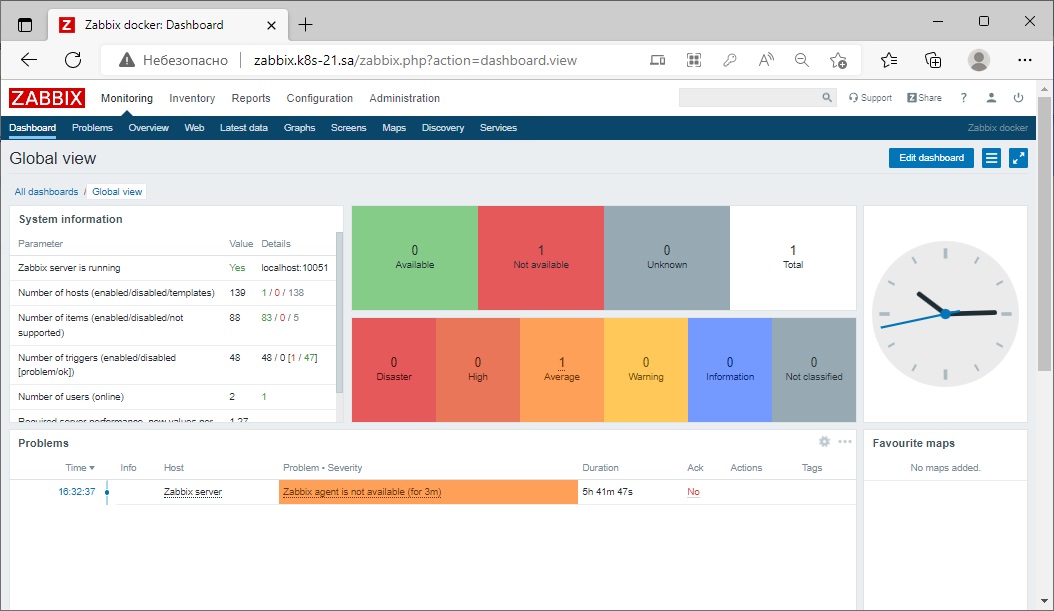 Zabbix docker: Dashboard
Небезопасно
zabbix.k8s-21.sa/zabbix.php?action=dashboard.view
ZABBIX Monitoring Inventory Reports Configuration Administration Support Share ?
Dashboard Problems Overview Web Latest data Graphs Screens Maps Discovery Services Zabbix docker
Global view Edit dashboard
All dashboards / Global view
System information
Parameter Value Details
Zabbix server is running Yes localhost:10051
Number of hosts (enabled/disabled/templates) 139 1 / 0 / 138
Number of items (enabled/disabled/not supported) 88 83 / 0 / 5
Number of triggers (enabled/disabled [problem/ok]) 48 48 / 0 [1 / 47]
Number of users (online) 2 1
Required server performance, new values per 1.27
0 Available
1 Not available
0 Unknown
1 Total
0 Disaster
0 High
1 Average
0 Warning
0 Information
0 Not classified
Problems
Time Info Host Problem • Severity Duration Ack Actions Tags
16:32:37 Zabbix server Zabbix agent is not available (for 3m) 5h 41m 47s No
Favourite maps
No maps added.